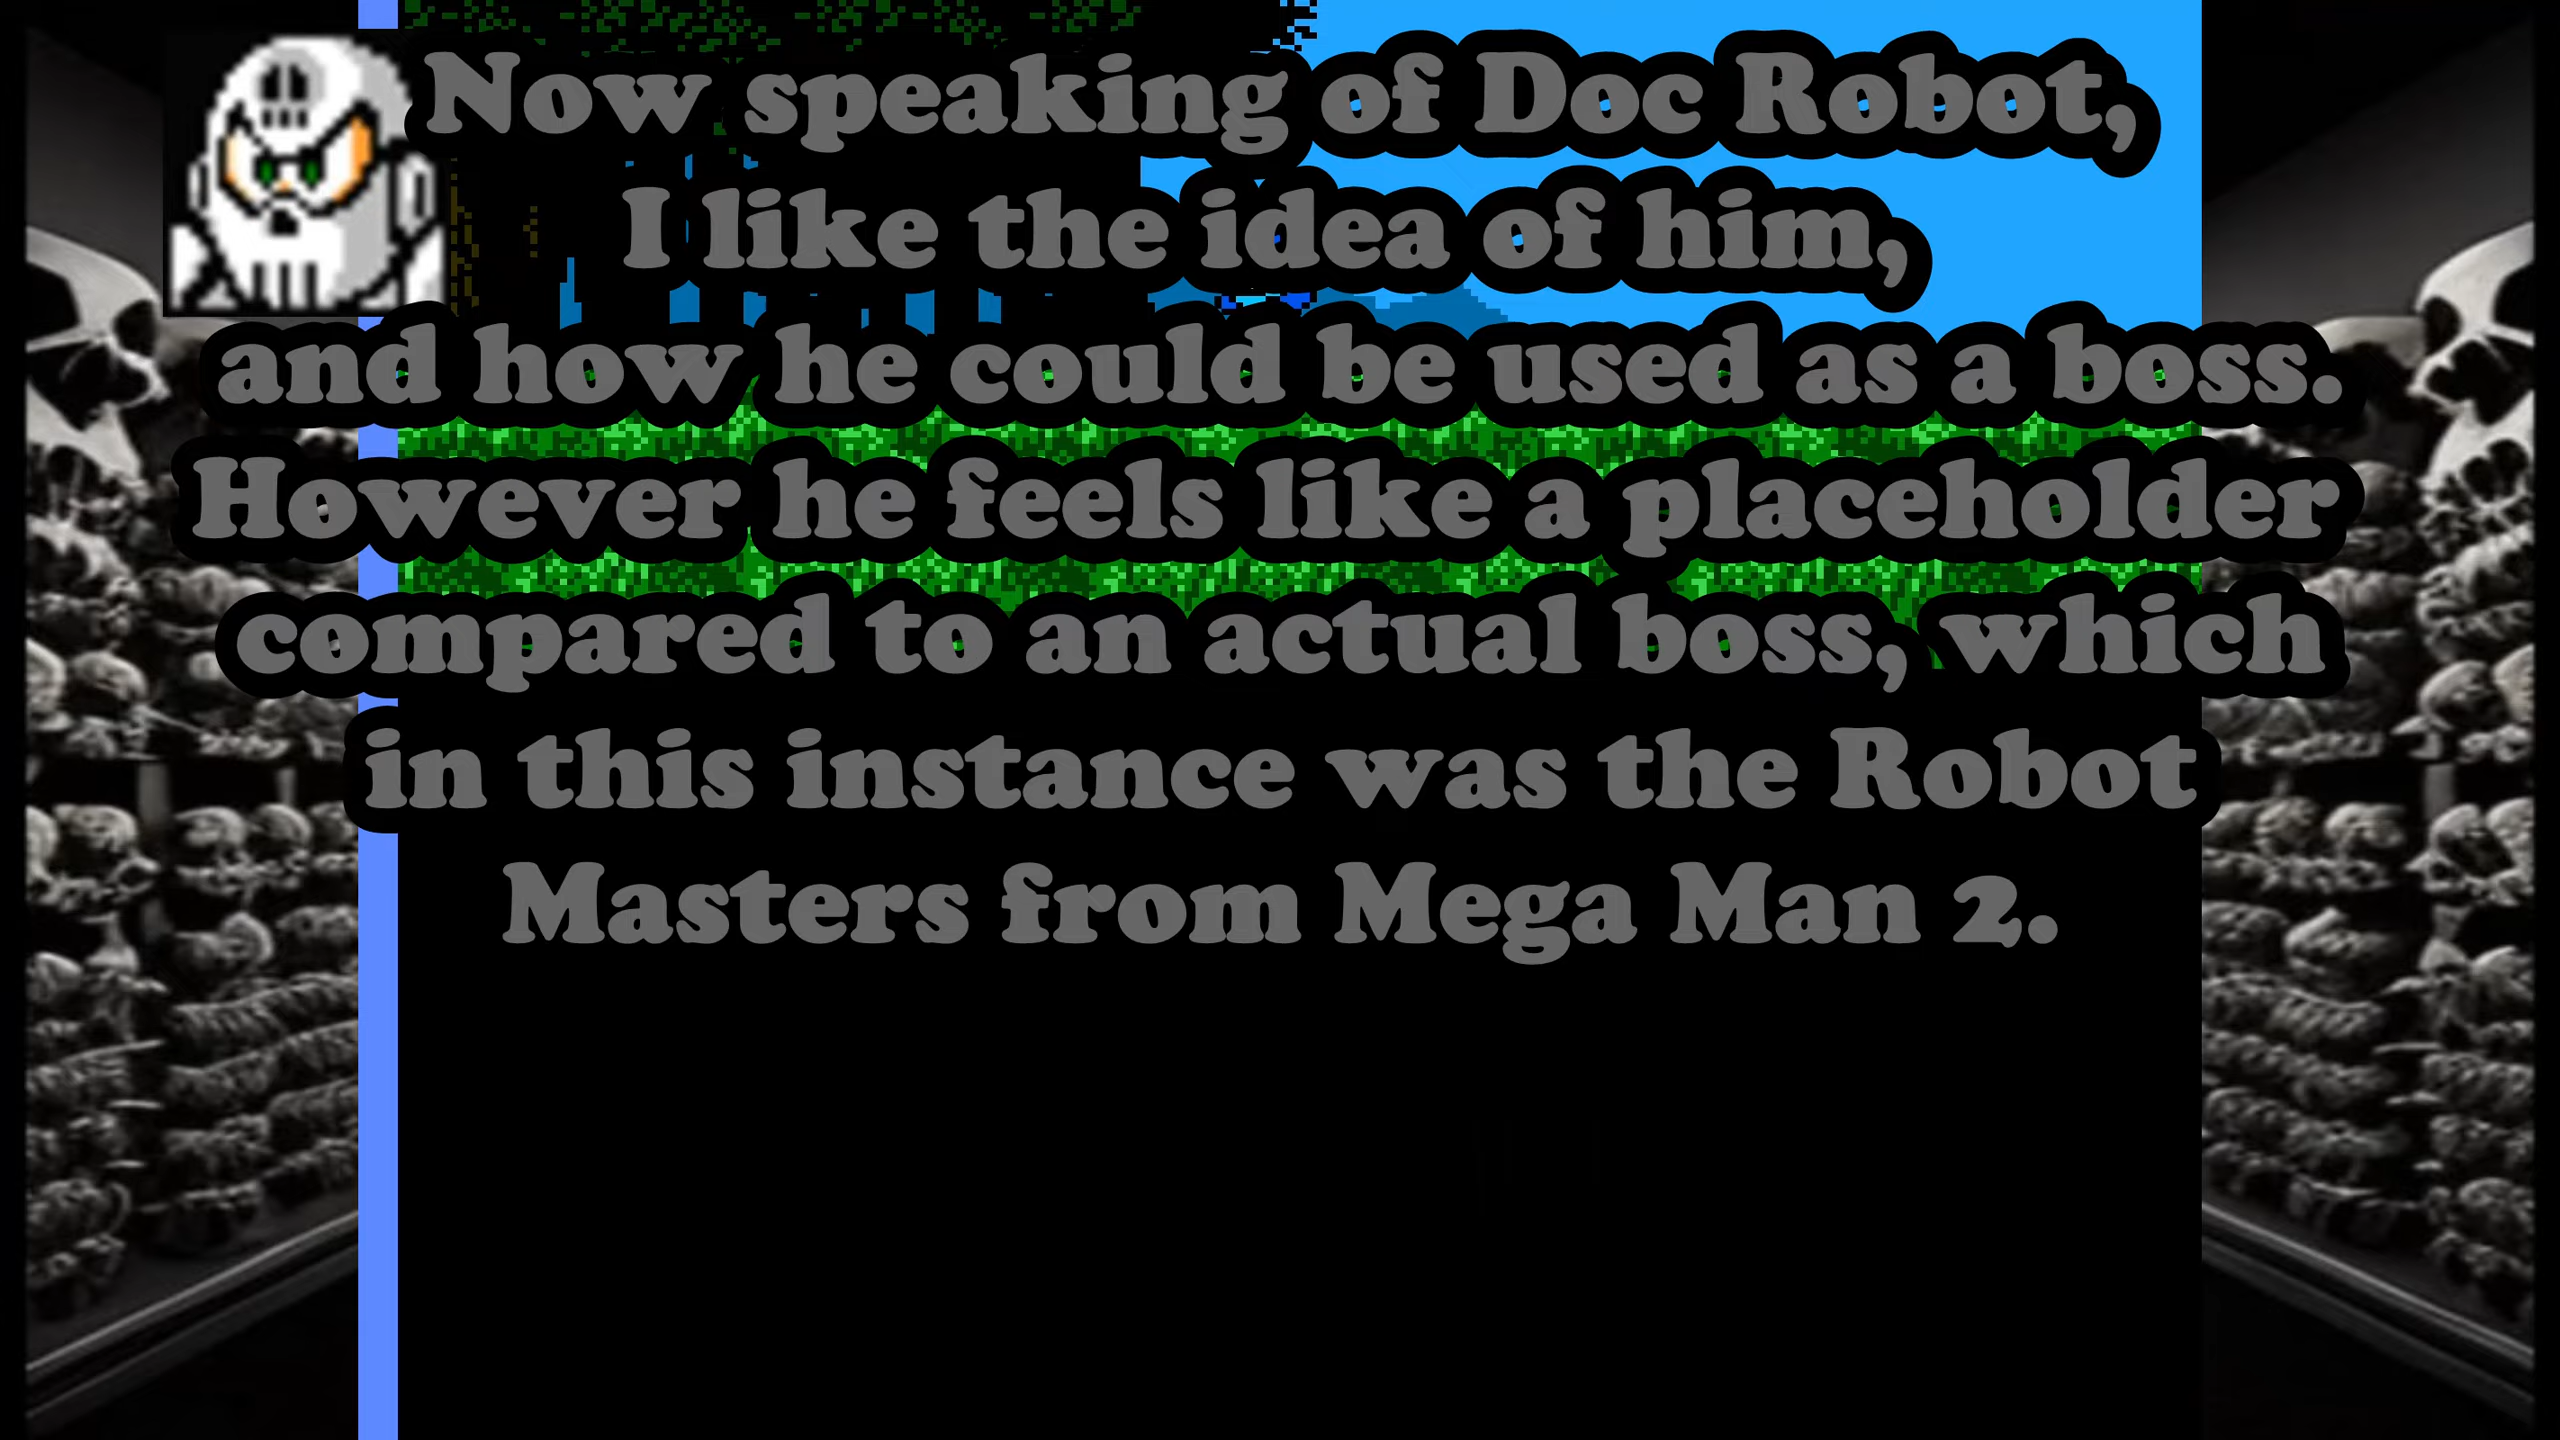 Now speaking of Doc Robot,
I like the idea of him,
and how he could be used as a boss.
However he feels like a placeholder
compared to an actual boss, which
in this instance was the Robot
Masters from Mega Man 2.